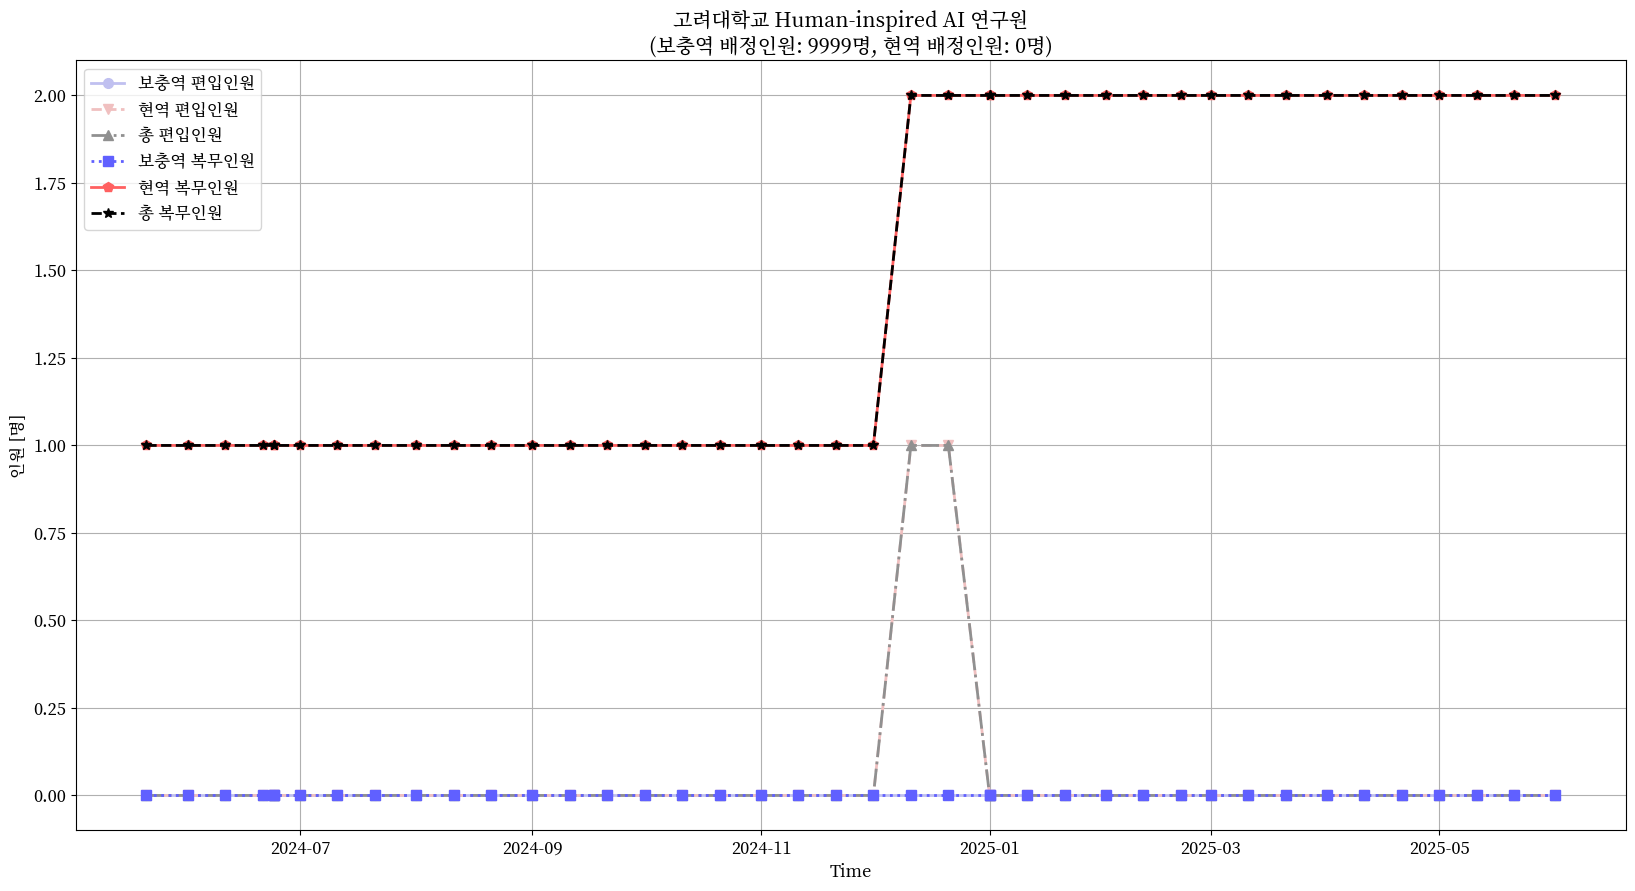 고려대학교 Human-inspired AI 연구원
(보충역 배정인원: 9999명, 현역 배정인원: 0명)
보충역 편입인원
현역 편입인원
총 편입인원
보충역 복무인원
현역 복무인원
총 복무인원
2.00
1.75
1.50
1.25
1.00
0.75
0.50
0.25
0.00
인원 [명]
2024-07
2024-09
2024-11
2025-01
2025-03
2025-05
Time